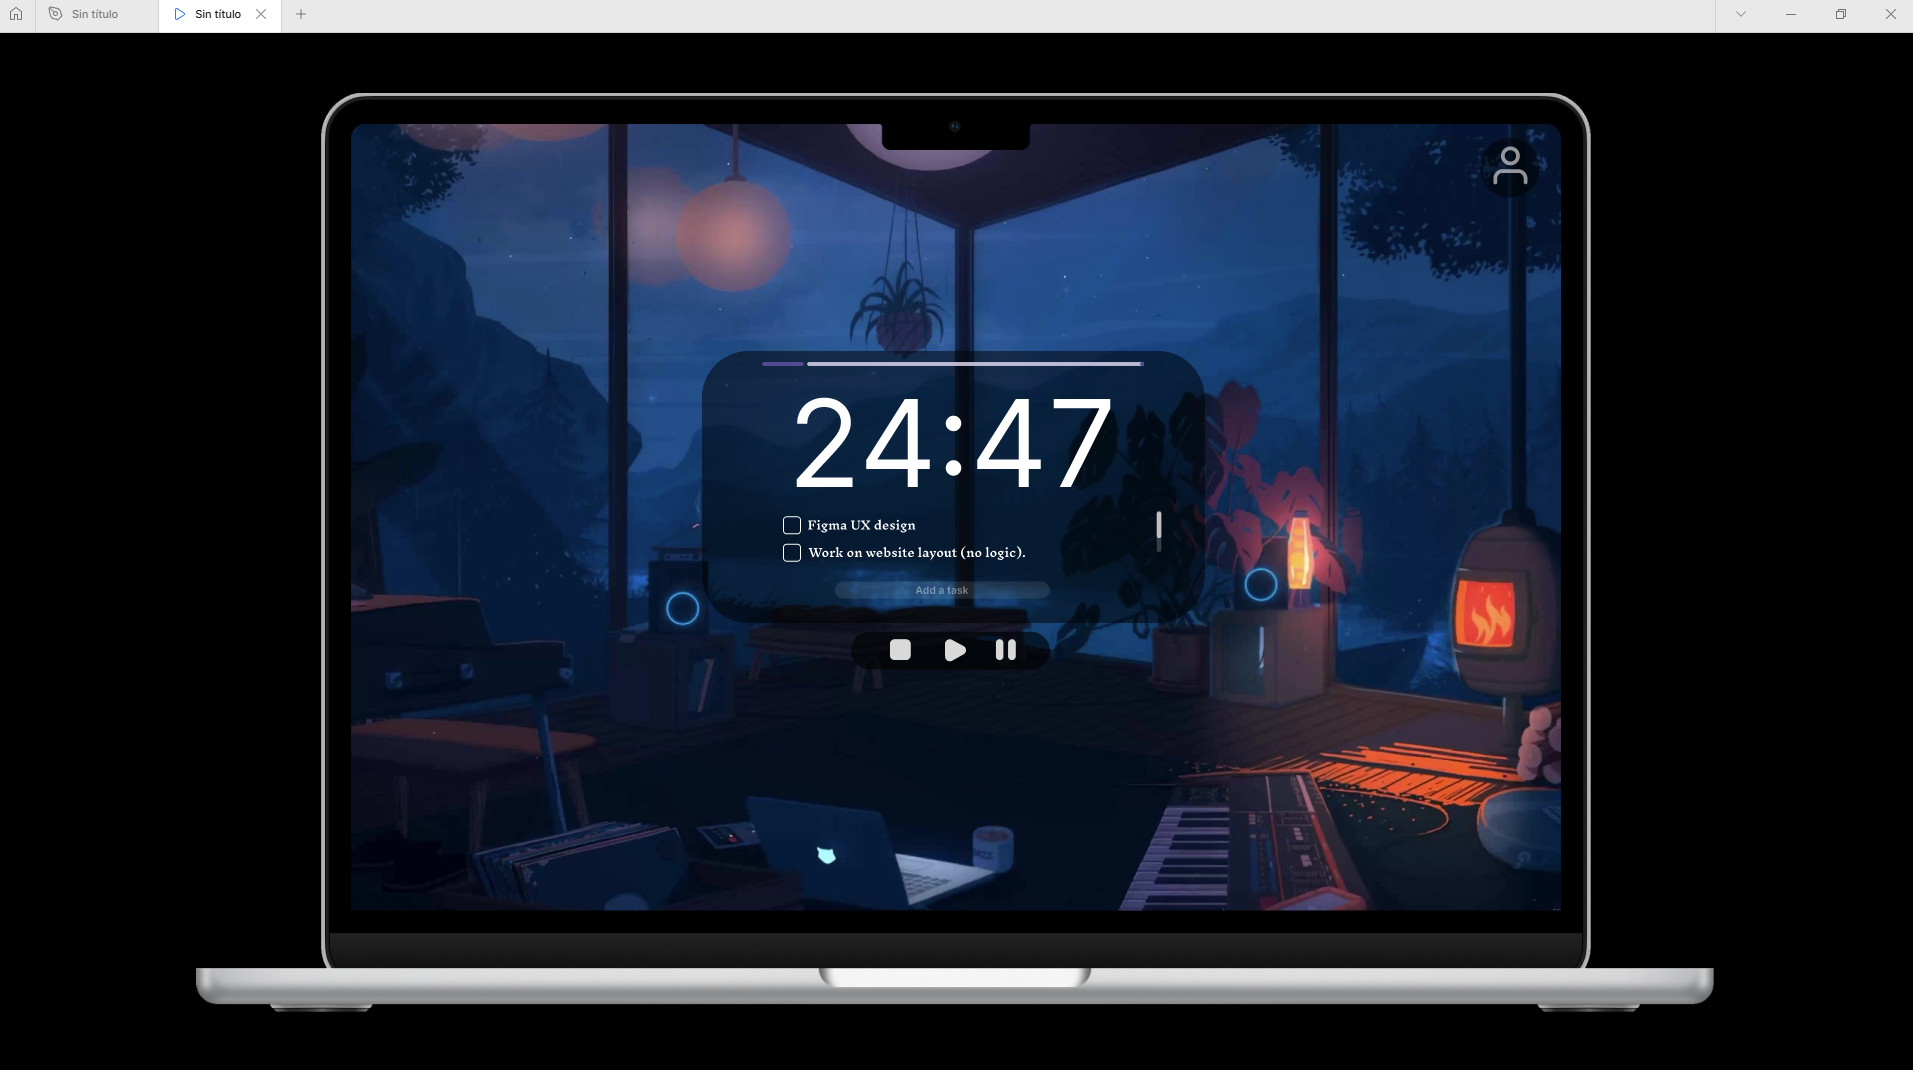 Sin título
Sin título
24:47
Figma UX design
Work on website layout (no logic).
Add a task